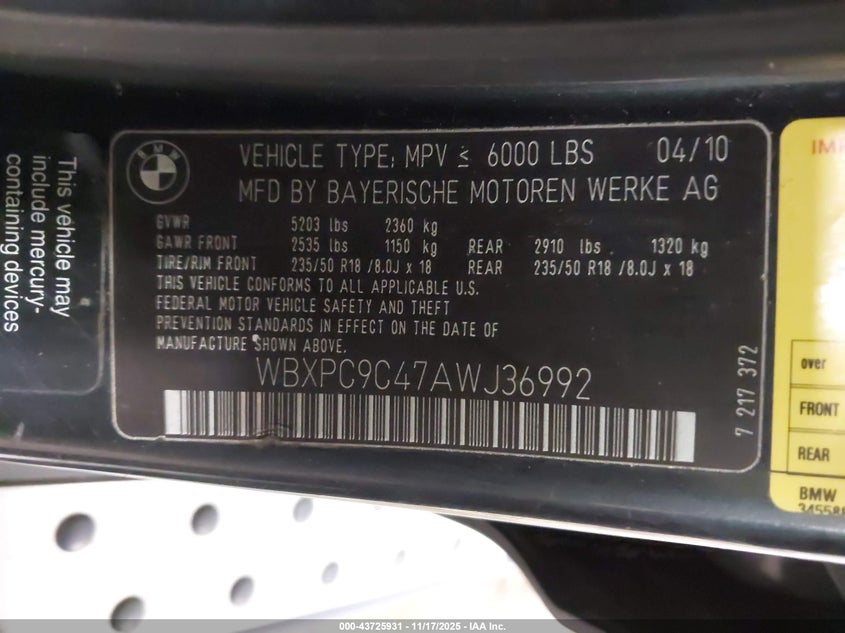 This vehicle may
include mercury-
containing devices
BMW
VEHICLE TYPE: MPV ≤ 6000 LBS 04/10
MFD BY BAYERISCHE MOTOREN WERKE AG
GVWR 5203 lbs 2360 kg
GAWR FRONT 2535 lbs 1150 kg REAR 2910 lbs 1320 kg
TIRE/RIM FRONT 235/50 R18 /8.0J x 18 REAR 235/50 R18 /8.0J x 18
THIS VEHICLE CONFORMS TO ALL APPLICABLE U.S.
FEDERAL MOTOR VEHICLE SAFETY AND THEFT
PREVENTION STANDARDS IN EFFECT ON THE DATE OF
MANUFACTURE SHOWN ABOVE.
WBXPC9C47AWJ36992
7 217 372
over
FRONT
REAR
BMW
000-43725931 - 11/17/2025 - IAA Inc.